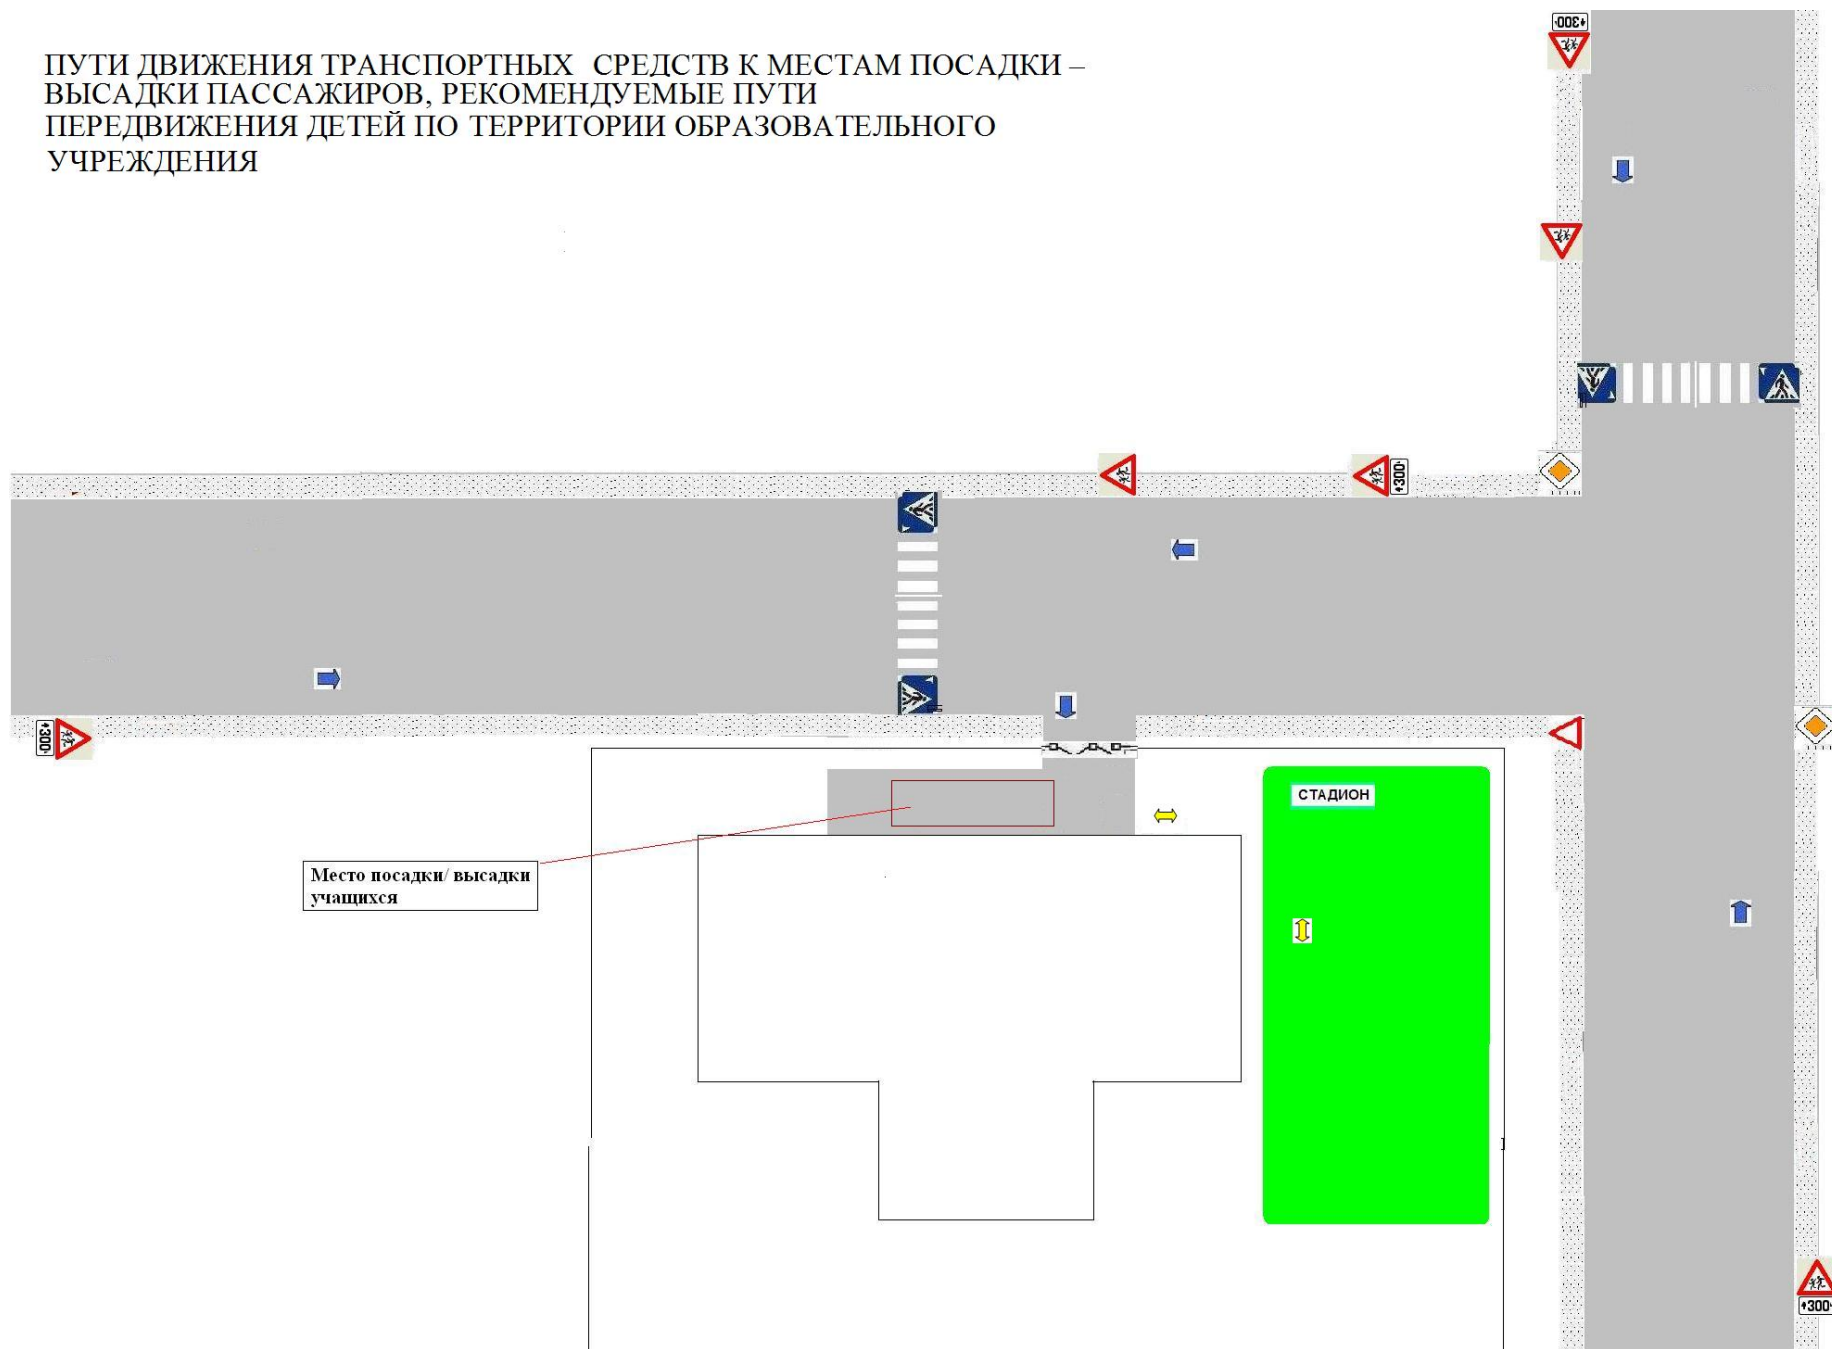 ПУТИ ДВИЖЕНИЯ ТРАНСПОРТНЫХ СРЕДСТВ К МЕСТАМ ПОСАДКИ –
ВЫСАДКИ ПАССАЖИРОВ, РЕКОМЕНДУЕМЫЕ ПУТИ
ПЕРЕДВИЖЕНИЯ ДЕТЕЙ ПО ТЕРРИТОРИИ ОБРАЗОВАТЕЛЬНОГО
УЧРЕЖДЕНИЯ
300
300
300
СТАДИОН
Место посадки/ высадки
учащихся
300